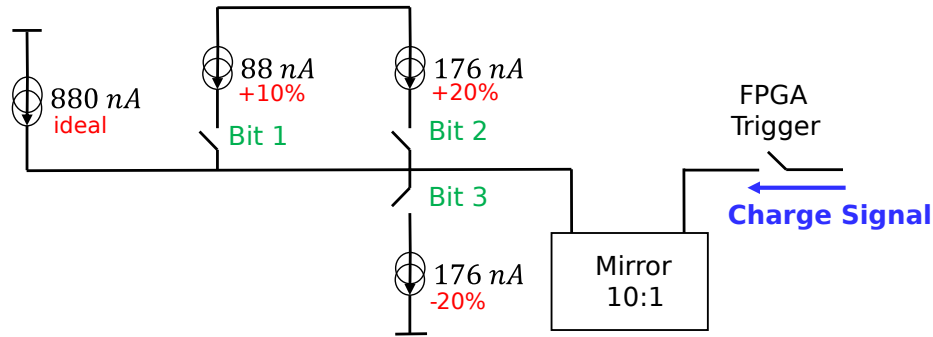 880 nA
ideal
88 nA
+10%
Bit 1
176 nA
+20%
Bit 2
Bit 3
176 nA
-20%
Mirror
10:1
FPGA
Trigger
Charge Signal